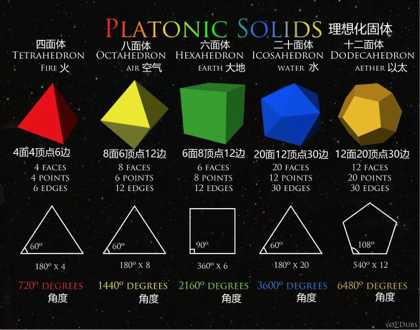 PLATONIC SOLIDS 理想化固体
四面体 八面体 六面体 二十面体 十二面体
TETRAHEDRON OCTAHEDRON HEXAHEDRON ICOSAHEDRON DODECAHEDRON
FIRE 火 AIR 空气 EARTH 大地 WATER 水 AETHER 以太
4面4顶点6边 8面6顶点12边 6面8顶点12边 20面12顶点30边 12面20顶点30边
4 FACES 8 FACES 6 FACES 20 FACES 12 FACES
4 POINTS 6 POINTS 8 POINTS 12 POINTS 20 POINTS
6 EDGES 12 EDGES 12 EDGES 30 EDGES 30 EDGES
60° 60° 90° 60° 108°
180° X 4 180° X 8 360° X 6 180° X 20 540° X 12
720° DEGREES 1440° DEGREES 2160° DEGREES 3600° DEGREES 6480° DEGREES
角度 角度 角度 角度 角度